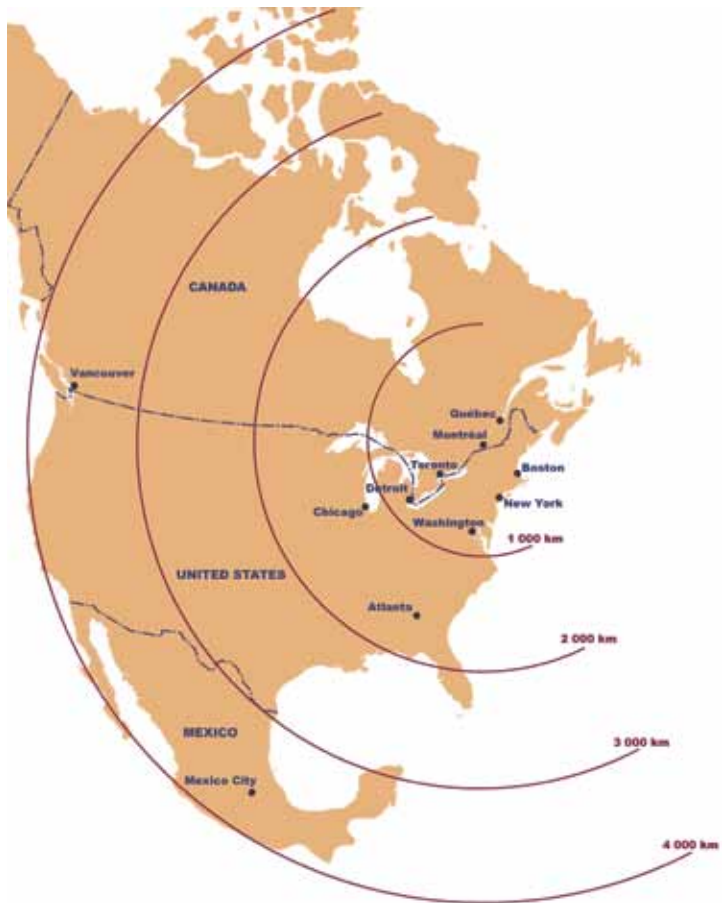 CANADA
Vancouver
Québec
Montréal
Toronto
Boston
Detroit
New York
Chicago
Washington
1 000 km
UNITED STATES
Atlanta
2 000 km
MEXICO
3 000 km
Mexico City
4 000 km